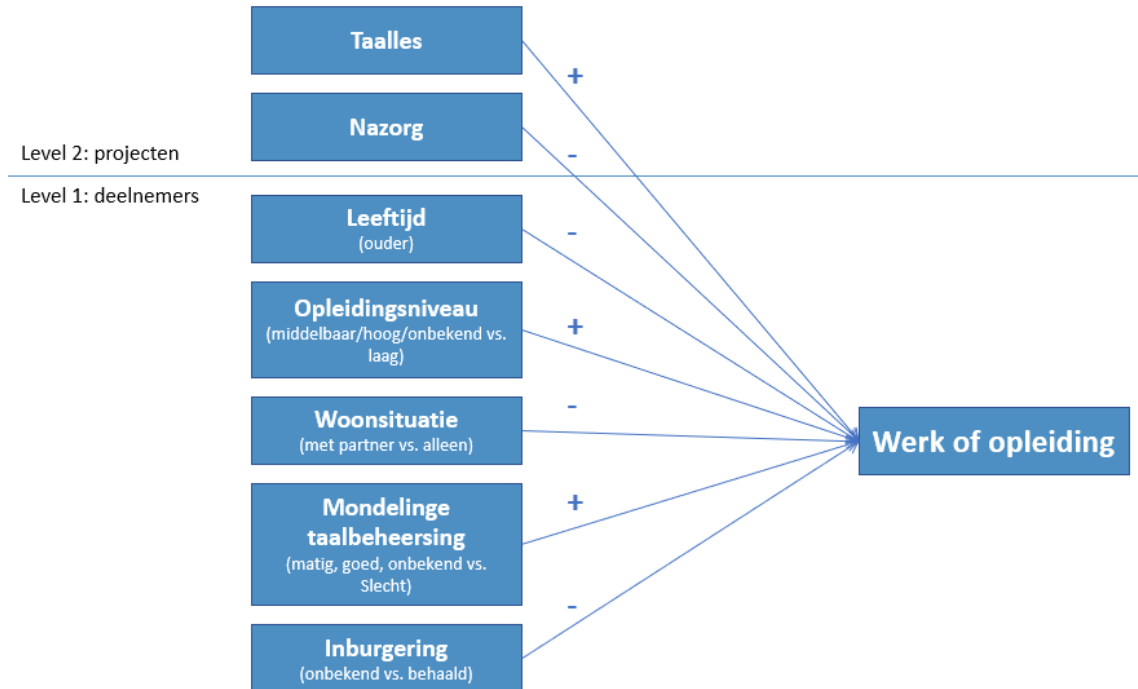 Taalles
+
Nazorg
-
Level 2: projecten
Level 1: deelnemers
Leeftijd
(ouder)
-
Opleidingsniveau
(middelbaar/hoog/onbekend vs.
laag)
+
Woonsituatie
(met partner vs. alleen)
-
Werk of opleiding
Mondelinge
taalbeheersing
(matig, goed, onbekend vs.
Slecht)
+
Inburgering
(onbekend vs. behaald)
-